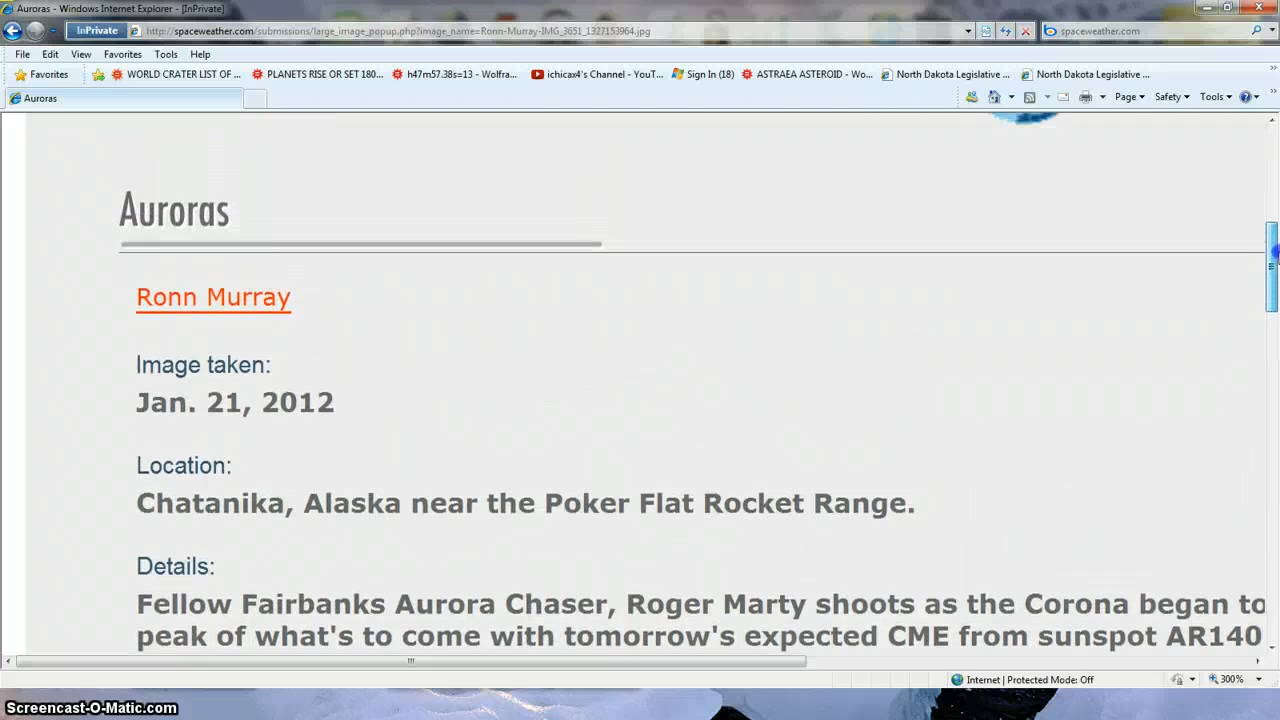 Auroras - Windows Internet Explorer - [InPrivate]
InPrivate http://spaceweather.com/submissions/large_image_popup.php?image_name=Ronn-Murray-IMG_3651_1327153964.jpg spaceweather.com
File Edit View Favorites Tools Help
Favorites WORLD CRATER LIST OF ... PLANETS RISE OR SET 180... h47m57.38s=13 - Wolfra... ichicax4's Channel - YouT... Sign In (18) ASTRAEA ASTEROID - Wo... North Dakota Legislative ... North Dakota Legislative ...
Auroras Page Safety Tools
Auroras
Ronn Murray
Image taken:
Jan. 21, 2012
Location:
Chatanika, Alaska near the Poker Flat Rocket Range.
Details:
Fellow Fairbanks Aurora Chaser, Roger Marty shoots as the Corona began to
peak of what's to come with tomorrow's expected CME from sunspot AR140
Internet | Protected Mode: Off 300%
Screencast-O-Matic.com